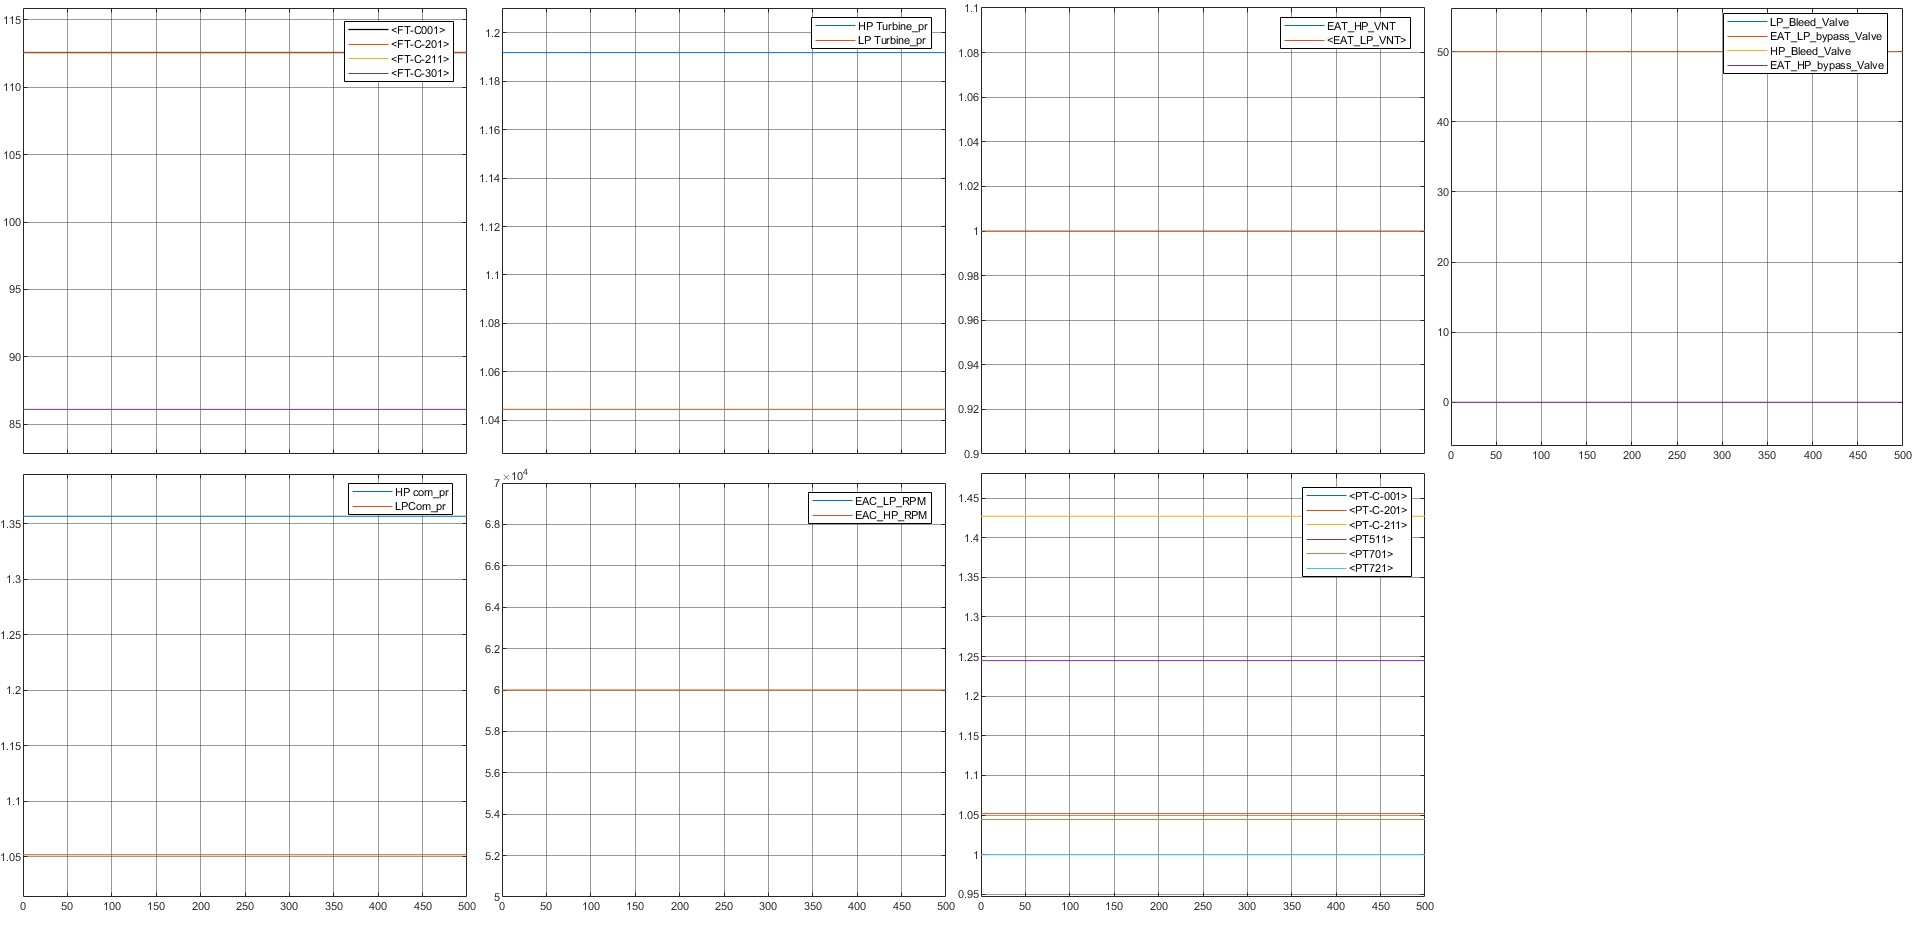 115
110
105
100
95
90
85
<FT-C001>
<FT-C-201>
<FT-C-211>
<FT-C-301>
1.2
1.18
1.16
1.14
1.12
1.1
1.08
1.06
1.04
HP Turbine_pr
LP Turbine_pr
1.1
1.08
1.06
1.04
1.02
1
0.98
0.96
0.94
0.92
0.9
EAT_HP_VNT
<EAT_LP_VNT>
50
40
30
20
10
0
LP_Bleed_Valve
EAT_LP_bypass_Valve
HP_Bleed_Valve
EAT_HP_bypass_Valve
0 50 100 150 200 250 300 350 400 450 500
1.35
1.3
1.25
1.2
1.15
1.1
1.05
HP com_pr
LPCom_pr
0 50 100 150 200 250 300 350 400 450 500
×10⁴
7
6.8
6.6
6.4
6.2
6
5.8
5.6
5.4
5.2
5
EAC_LP_RPM
EAC_HP_RPM
0 50 100 150 200 250 300 350 400 450 500
1.45
1.4
1.35
1.3
1.25
1.2
1.15
1.1
1.05
1
0.95
<PT-C-001>
<PT-C-201>
<PT-C-211>
<PT511>
<PT701>
<PT721>
0 50 100 150 200 250 300 350 400 450 500